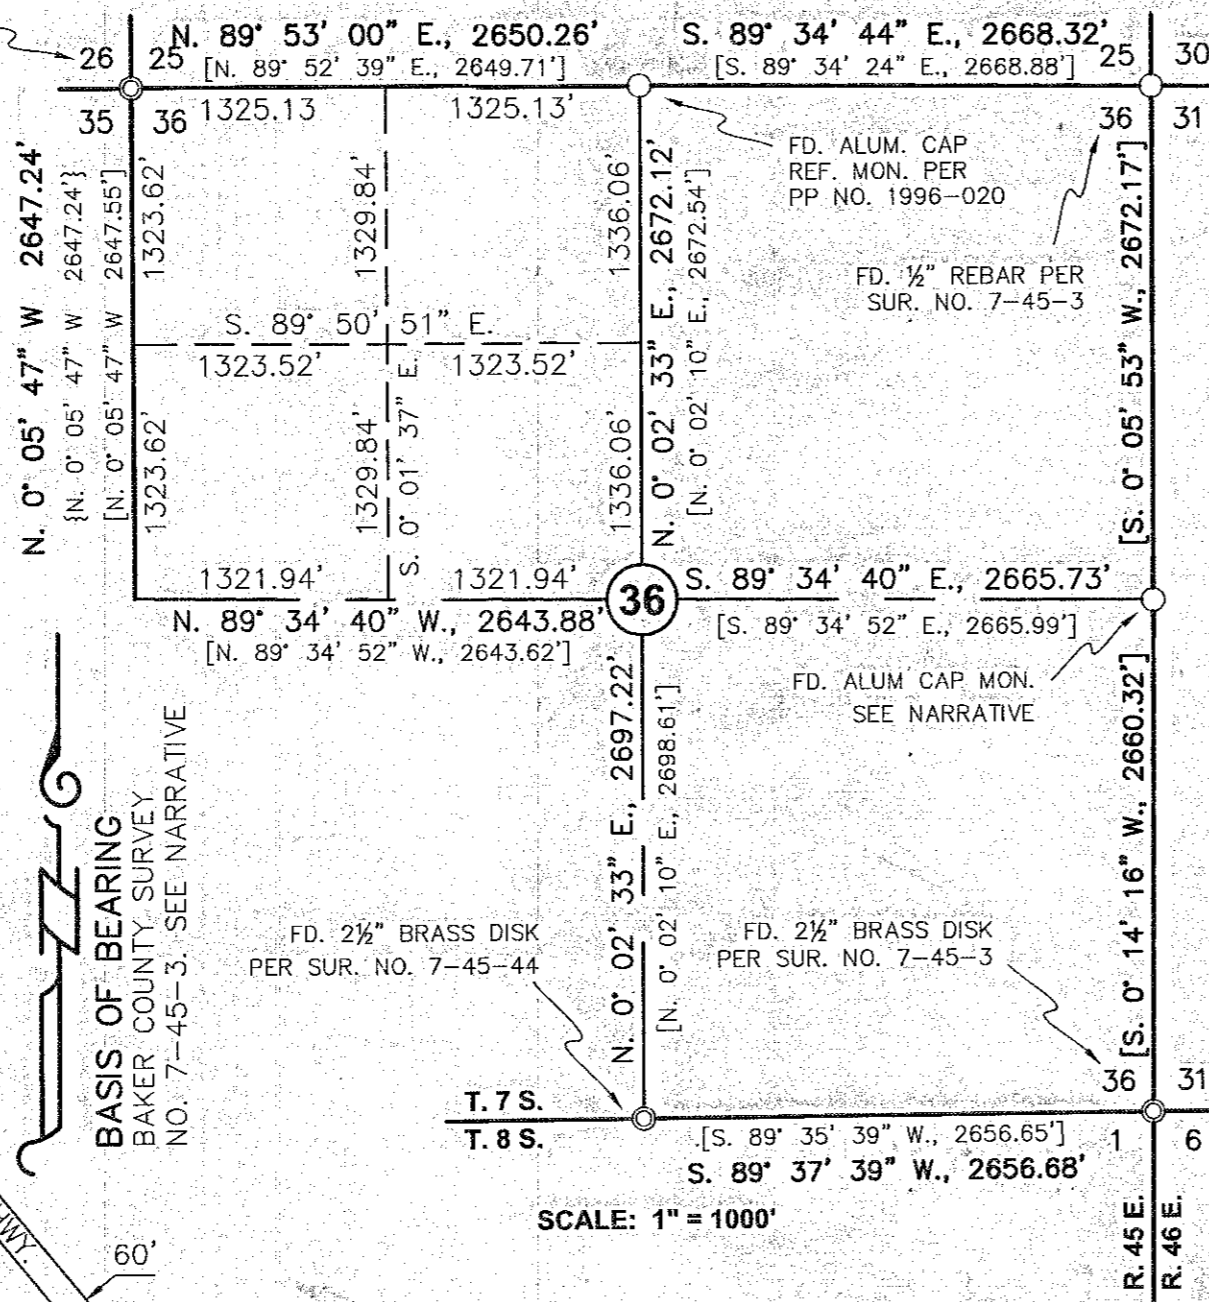 N. 89° 53' 00" E., 2650.26'
[N. 89° 52' 39" E., 2649.71']
S. 89° 34' 44" E., 2668.32'
[S. 89° 34' 24" E., 2668.88']
26
25
25
30
35
36
36
31
1325.13
1325.13'
FD. ALUM. CAP
REF. MON. PER
PP NO. 1996-020
FD. ½" REBAR PER
SUR. NO. 7-45-3
N. 0° 05' 47" W 2647.24'
{N. 0° 05' 47" W 2647.24'}
[N. 0° 05' 47" W 2647.55']
1323.62'
1329.84'
1336.06'
N. 0° 02' 33" E., 2672.12'
[N. 0° 02' 10" E., 2672.54']
[S. 0° 05' 53" W., 2672.17']
S. 89° 50' 51" E.
1323.52'
1323.52'
1323.62'
1329.84'
S. 0° 01' 37" E.
1336.06'
1321.94'
1321.94'
36
S. 89° 34' 40" E., 2665.73'
[S. 89° 34' 52" E., 2665.99']
N. 89° 34' 40" W., 2643.88'
[N. 89° 34' 52" W., 2643.62']
FD. ALUM CAP MON.
SEE NARRATIVE
N
BASIS OF BEARING
BAKER COUNTY SURVEY
NO. 7-45-3. SEE NARRATIVE
N. 0° 02' 33" E., 2697.22'
[N. 0° 02' 10" E., 2698.61']
[S. 0° 14' 16" W., 2660.32']
FD. 2½" BRASS DISK
PER SUR. NO. 7-45-44
FD. 2½" BRASS DISK
PER SUR. NO. 7-45-3
36
31
T. 7 S.
T. 8 S.
[S. 89° 35' 39" W., 2656.65']
S. 89° 37' 39" W., 2656.68'
1
6
SCALE: 1" = 1000'
R. 45 E.
R. 46 E.
HWY.
60'